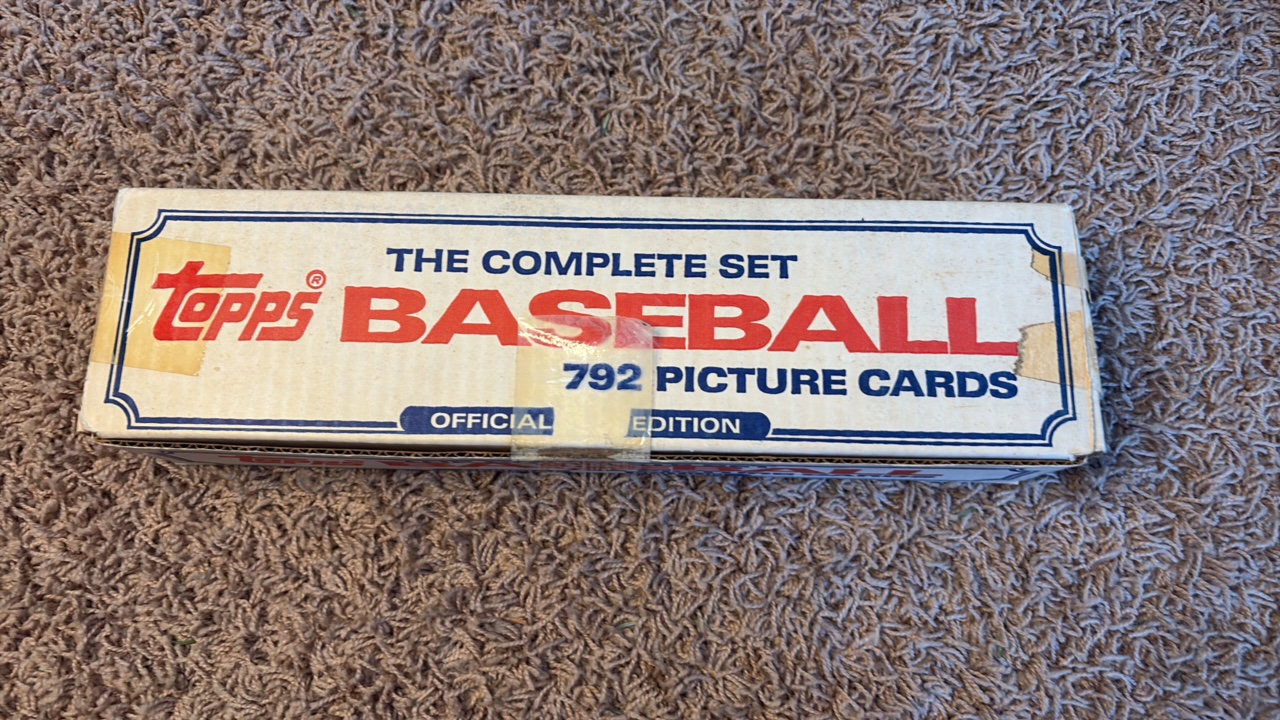 THE COMPLETE SET
Topps® BASEBALL
792 PICTURE CARDS
OFFICIAL EDITION